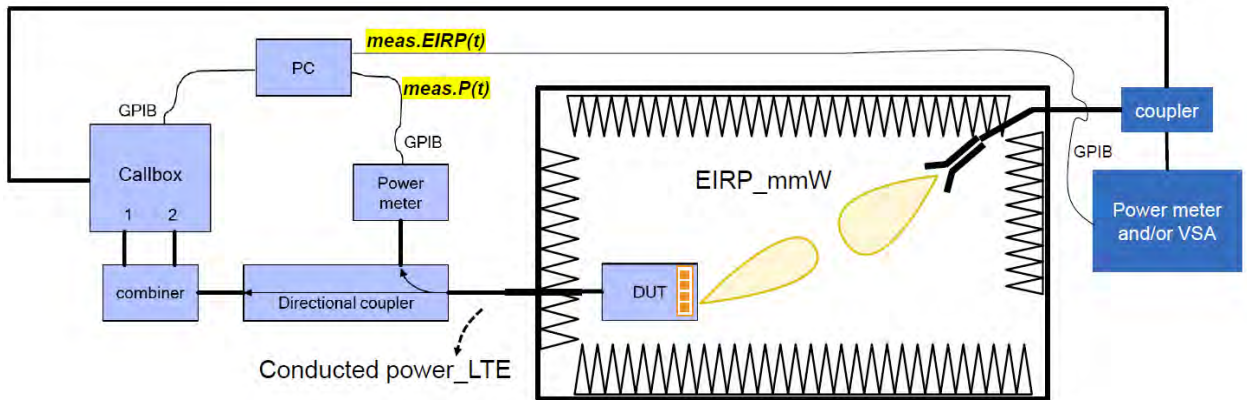 meas.EIRP(t)
PC
meas.P(t)
GPIB
coupler
GPIB
GPIB
Callbox
1 2
Power
meter
EIRP_mmW
Power meter
and/or VSA
combiner
Directional coupler
DUT
Conducted power_LTE